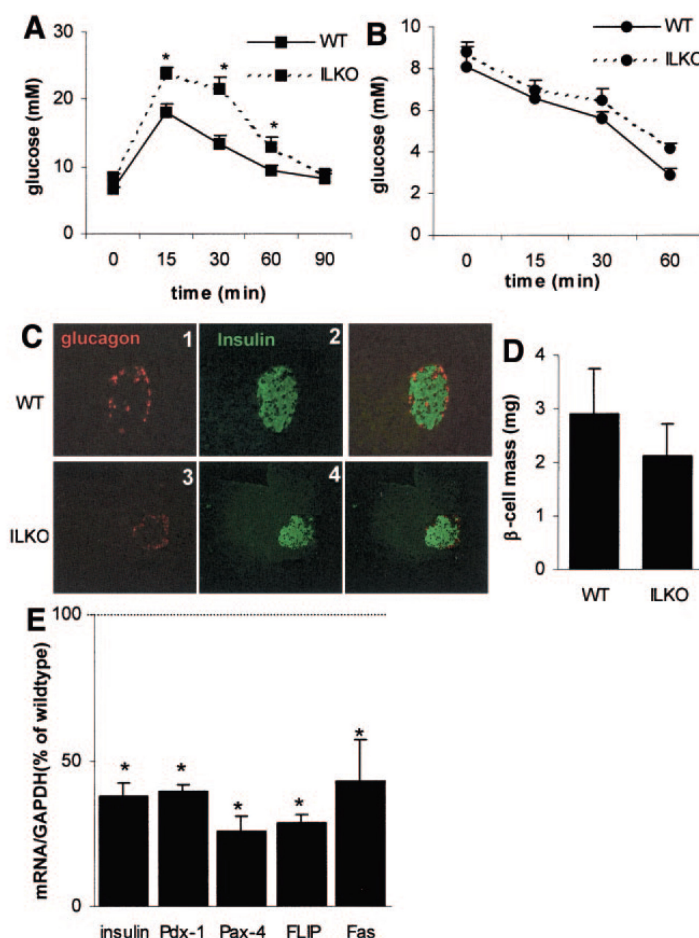 A
30
20
10
0
glucose (mM)
WT
ILKO
*
*
*
0 15 30 60 90
time (min)
B
10
8
6
4
2
0
glucose (mM)
WT
ILKO
0 15 30 60
time (min)
C
glucagon 1
Insulin 2
WT
3
4
ILKO
D
4
3
2
1
0
β-cell mass (mg)
WT ILKO
E
100
50
0
mRNA/GAPDH(% of wildtype)
* * * * *
insulin Pdx-1 Pax-4 FLIP Fas